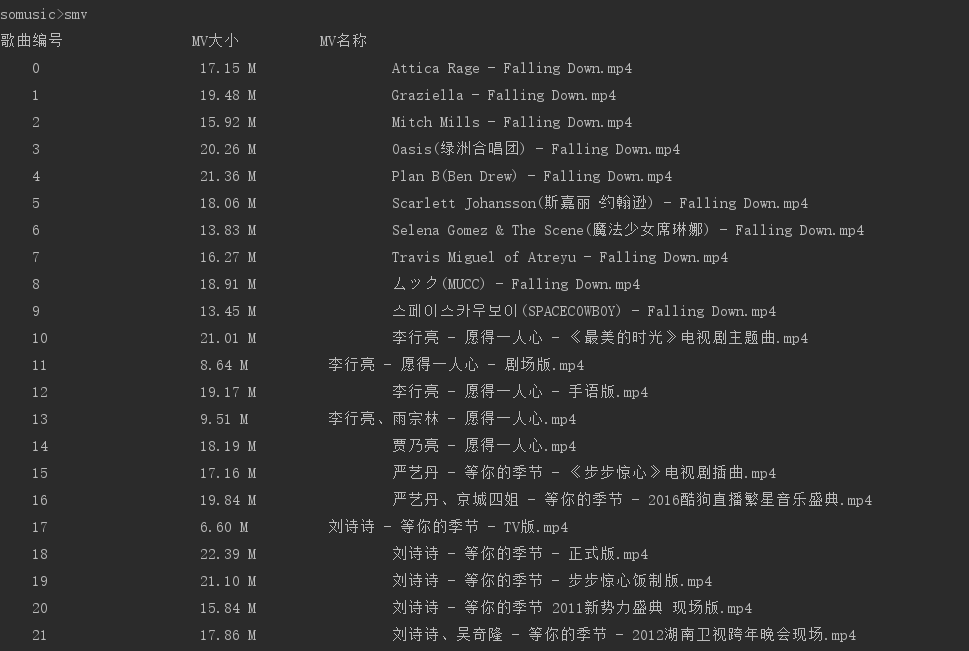 somusic>smv
歌曲编号 MV大小 MV名称
0 17.15 M Attica Rage - Falling Down.mp4
1 19.48 M Graziella - Falling Down.mp4
2 15.92 M Mitch Mills - Falling Down.mp4
3 20.26 M Oasis(绿洲合唱团) - Falling Down.mp4
4 21.36 M Plan B(Ben Drew) - Falling Down.mp4
5 18.06 M Scarlett Johansson(斯嘉丽·约翰逊) - Falling Down.mp4
6 13.83 M Selena Gomez & The Scene(魔法少女席琳娜) - Falling Down.mp4
7 16.27 M Travis Miguel of Atreyu - Falling Down.mp4
8 18.91 M ムック(MUCC) - Falling Down.mp4
9 13.45 M 스페이스카우보이(SPACECOWBOY) - Falling Down.mp4
10 21.01 M 李行亮 - 愿得一人心 - 《最美的时光》电视剧主题曲.mp4
11 8.64 M 李行亮 - 愿得一人心 - 剧场版.mp4
12 19.17 M 李行亮 - 愿得一人心 - 手语版.mp4
13 9.51 M 李行亮、雨宗林 - 愿得一人心.mp4
14 18.19 M 贾乃亮 - 愿得一人心.mp4
15 17.16 M 严艺丹 - 等你的季节 - 《步步惊心》电视剧插曲.mp4
16 19.84 M 严艺丹、京城四姐 - 等你的季节 - 2016酷狗直播繁星音乐盛典.mp4
17 6.60 M 刘诗诗 - 等你的季节 - TV版.mp4
18 22.39 M 刘诗诗 - 等你的季节 - 正式版.mp4
19 21.10 M 刘诗诗 - 等你的季节 - 步步惊心饭制版.mp4
20 15.84 M 刘诗诗 - 等你的季节 2011新势力盛典 现场版.mp4
21 17.86 M 刘诗诗、吴奇隆 - 等你的季节 - 2012湖南卫视跨年晚会现场.mp4